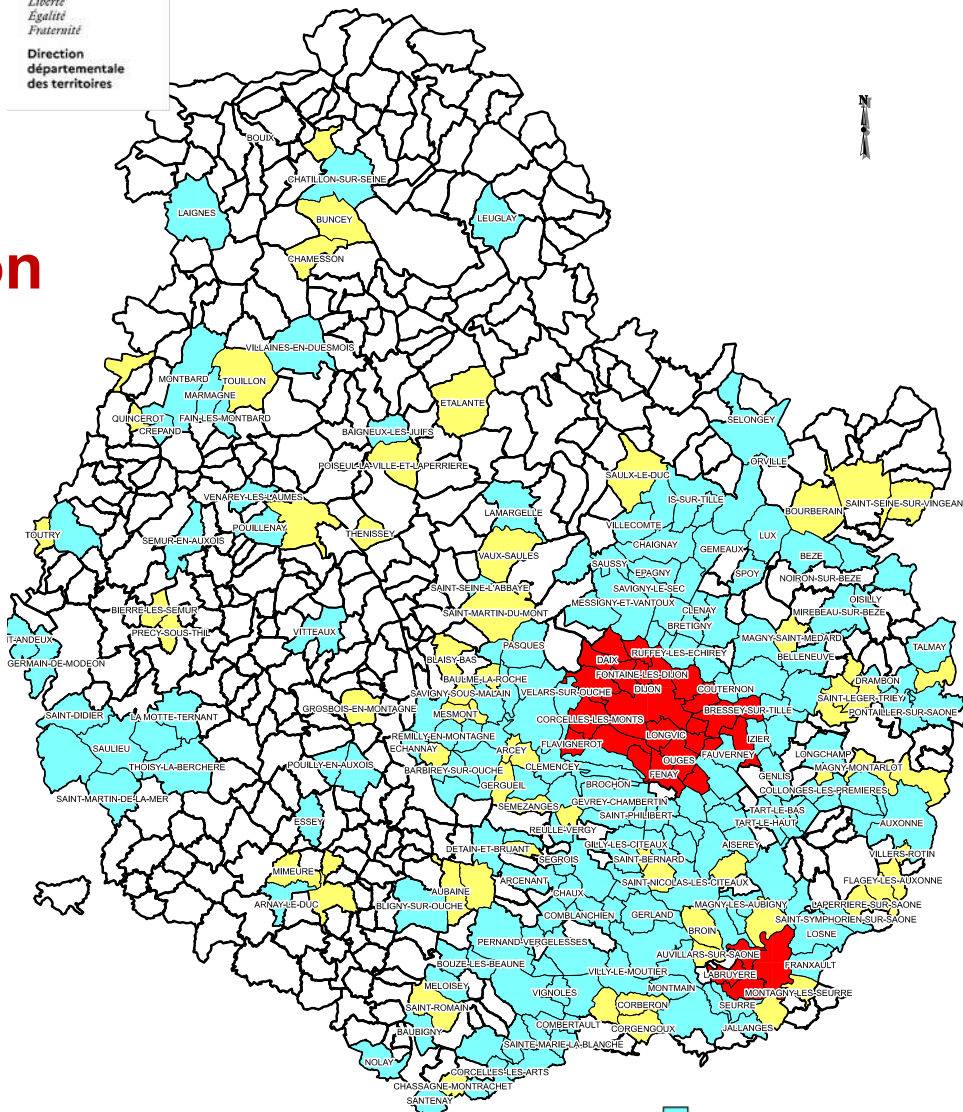 Liberté
Égalité
Fraternité
Direction
départementale
des territoires
N
on
BOUIX
CHATILLON-SUR-SEINE
LAIGNES
BUNCEY
LEUGLAY
CHAMESSON
VILLAINES-EN-DUESMOIS
MONTBARD
TOUILLON
MARMAGNE
ETALANTE
QUINCEROT
FAIN-LES-MONTBARD
CREPAND
BAIGNEUX-LES-JUIFS
SELONGEY
POISEUL-LA-VILLE-ET-LAPERRIERE
ORVILLE
SAULX-LE-DUC
VENAREY-LES-LAUMES
IS-SUR-TILLE
SAINT-SEINE-SUR-VINGEAN
LAMARGELLE
BOURBERAIN
POUILLENAY
VILLECOMTE
TOUTRY
THENISSEY
LUX
SEMUR-EN-AUXOIS
CHAIGNAY
GEMEAUX
VAUX-SAULES
BEZE
SAUSSY
EPAGNY
SPOY
NOIRON-SUR-BEZE
SAINT-SEINE-L'ABBAYE
SAVIGNY-LE-SEC
OISILLY
MESSIGNY-ET-VANTOUX
BIERRE-LES-SEMUR
SAINT-MARTIN-DU-MONT
CLENAY
MIREBEAU-SUR-BEZE
BRETIGNY
PRECY-SOUS-THIL
VITTEAUX
MAGNY-SAINT-MEDARD
T-ANDEUX
PASQUES
TALMAY
RUFFEY-LES-ECHIREY
BELLENEUVE
GERMAIN-DE-MODEON
BLAISY-BAS
DAIX
FONTAINE-LES-DIJON
BAULME-LA-ROCHE
DRAMBON
DIJON
COUTERNON
SAVIGNY-SOUS-MALAIN
VELARS-SUR-OUCHE
SAINT-LEGER-TRIEY
GROSBOIS-EN-MONTAGNE
BRESSEY-SUR-TILLE
PONTAILLER-SUR-SAONE
SAINT-DIDIER
LA-MOTTE-TERNANT
MESMONT
CORCELLES-LES-MONTS
REMILLY-EN-MONTAGNE
LONGVIC
IZIER
FLAVIGNEROT
SAULIEU
ECHANNAY
ARCEY
FAUVERNEY
LONGCHAMP
OUGES
THOISY-LA-BERCHERE
POUILLY-EN-AUXOIS
CLEMENCEY
MAGNY-MONTARLOT
BARBIREY-SUR-OUCHE
FENAY
GENLIS
GERGUEIL
BROCHON
COLLONGES-LES-PREMIERES
SAINT-MARTIN-DE-LA-MER
GEVREY-CHAMBERTIN
SEMEZANGES
TART-LE-BAS
SAINT-PHILIBERT
ESSEY
TART-LE-HAUT
AUXONNE
REULLE-VERGY
GILLY-LES-CITEAUX
AISEREY
DETAIN-ET-BRUANT
SEGROIS
SAINT-BERNARD
VILLERS-ROTIN
MIMEURE
ARCENANT
SAINT-NICOLAS-LES-CITEAUX
FLAGEY-LES-AUXONNE
AUBAINE
CHAUX
ARNAY-LE-DUC
BLIGNY-SUR-OUCHE
MAGNY-LES-AUBIGNY
LAPERRIERE-SUR-SAONE
COMBLANCHIEN
GERLAND
SAINT-SYMPHORIEN-SUR-SAONE
BROIN
LOSNE
PERNAND-VERGELESSES
AUVILLARS-SUR-SAONE
BOUZE-LES-BEAUNE
FRANXAULT
VILLY-LE-MOUTIER
LABRUYERE
MELOISEY
MONTMAIN
VIGNOLES
MONTAGNY-LES-SEURRE
SAINT-ROMAIN
CORBERON
SEURRE
COMBERTAULT
CORGENGOUX
JALLANGES
BAUBIGNY
SAINTE-MARIE-LA-BLANCHE
NOLAY
CORCELLES-LES-ARTS
CHASSAGNE-MONTRACHET
SANTENAY